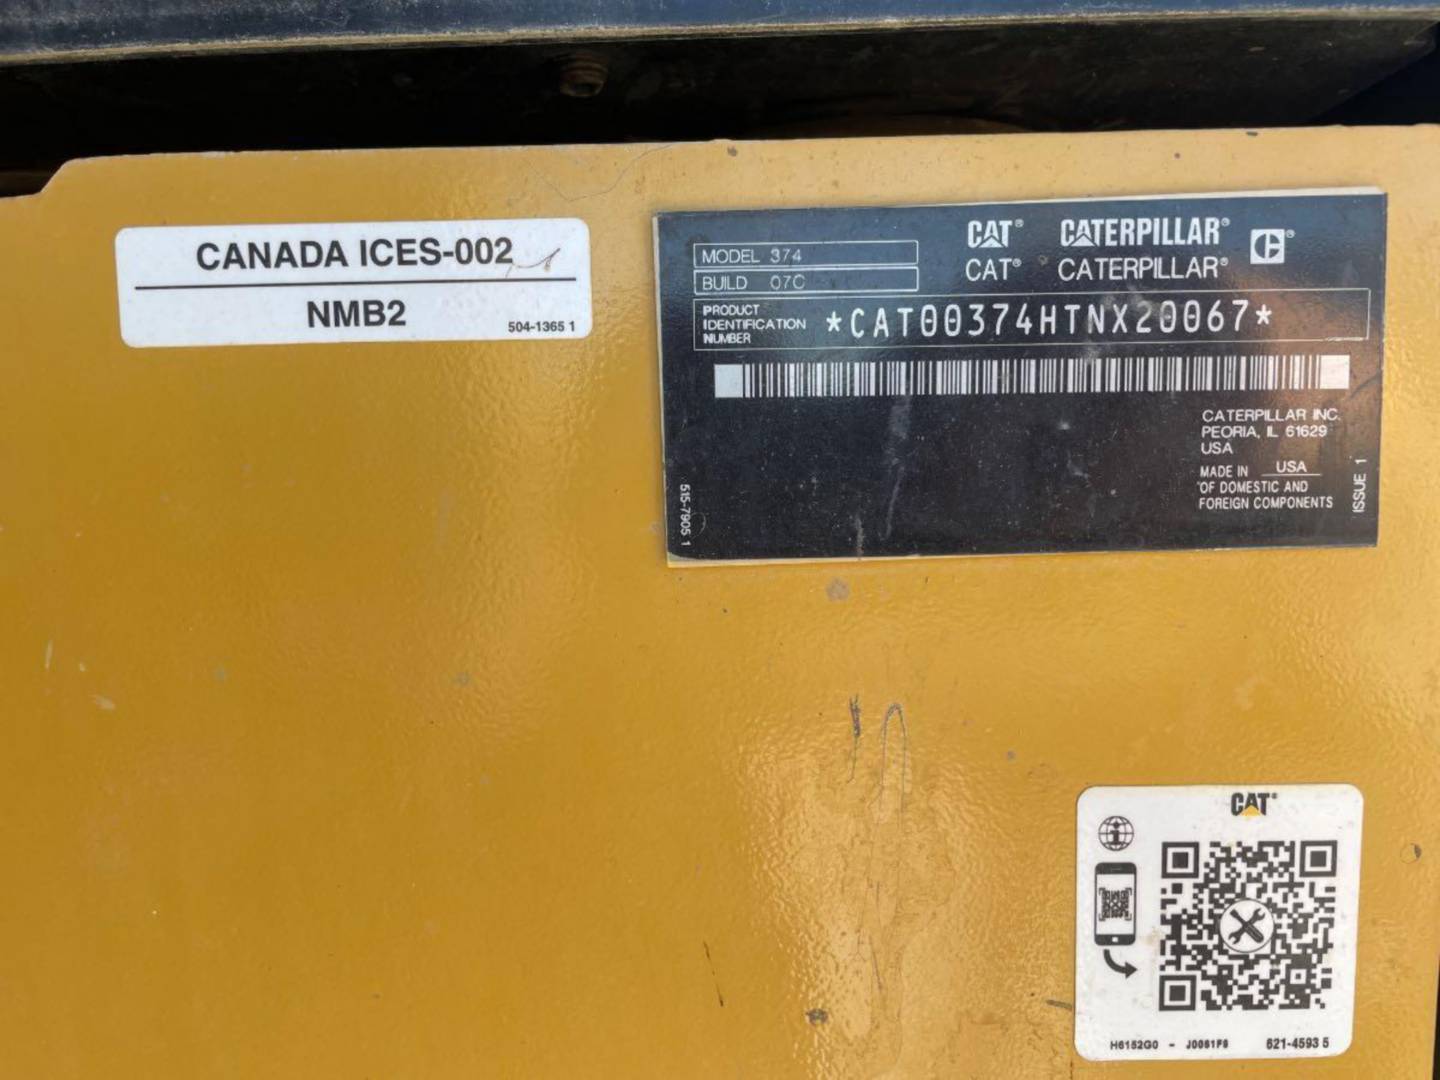 CANADA ICES-002
NMB2
504-1365 1
MODEL 374
BUILD 07C
CAT® CATERPILLAR®
CAT® CATERPILLAR®
PRODUCT
IDENTIFICATION
NUMBER
*CAT00374HTNX20067*
CATERPILLAR INC.
PEORIA, IL 61629
USA
MADE IN USA
OF DOMESTIC AND
FOREIGN COMPONENTS
515-7905 1
ISSUE 1
CAT®
H6152G0 - J0061F8 621-4593 5